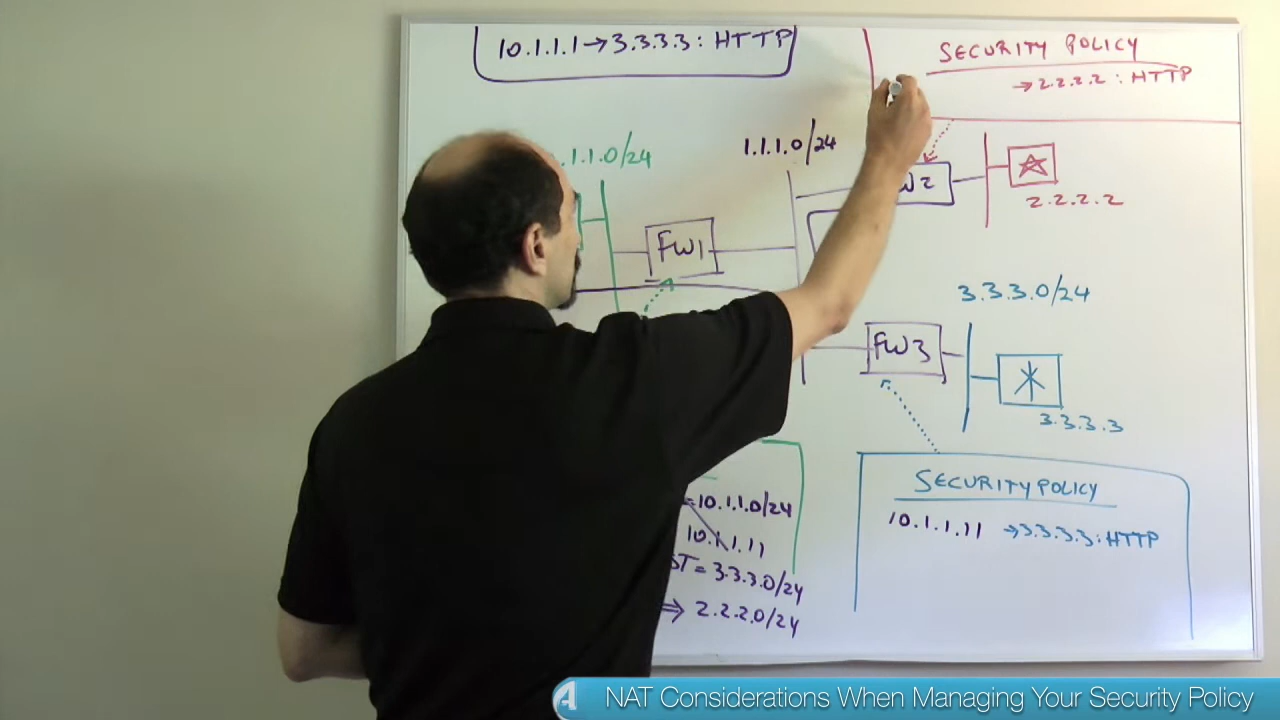 10.1.1.1→3.3.3.3: HTTP
SECURITY POLICY
→2.2.2.2: HTTP
.1.1.0/24
1.1.1.0/24
FW1
W2
2.2.2.2
3.3.3.0/24
FW3
3.3.3.3
SECURITY POLICY
10.1.1.11 →3.3.3.3:HTTP
=10.1.1.0/24
10.1.1.11
ST=3.3.3.0/24
⇒ 2.2.2.0/24
NAT Considerations When Managing Your Security Policy